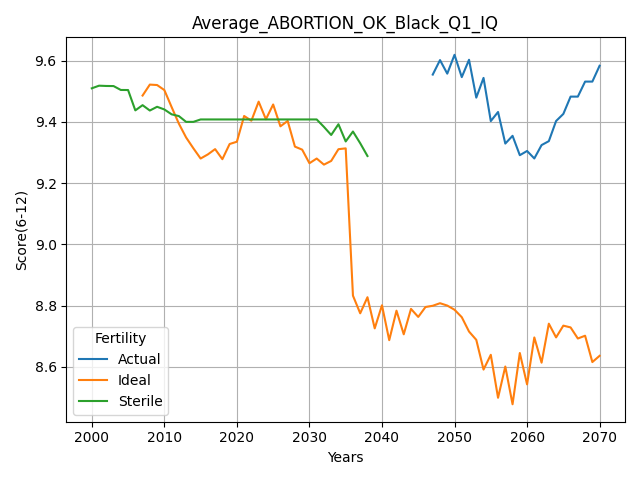 Average_ABORTION_OK_Black_Q1_IQ
Score(6-12)
9.6
9.4
9.2
9.0
8.8
8.6
Fertility
Actual
Ideal
Sterile
2000 2010 2020 2030 2040 2050 2060 2070
Years